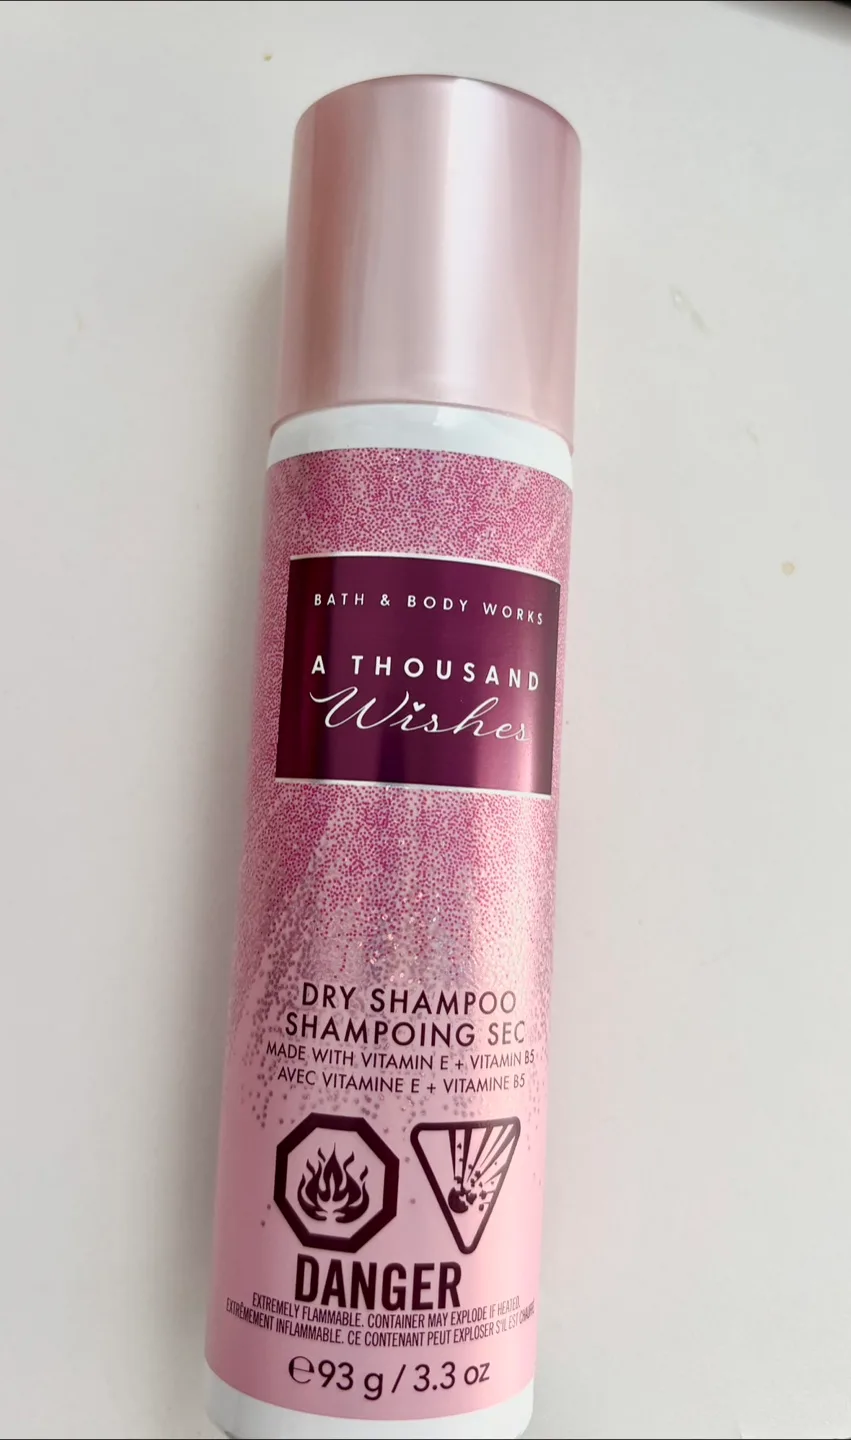 BATH & BODY WORKS
A THOUSAND
Wishes
DRY SHAMPOO
SHAMPOING SEC
MADE WITH VITAMIN E + VITAMIN B5
AVEC VITAMINE E + VITAMINE B5
DANGER
EXTREMELY FLAMMABLE. CONTAINER MAY EXPLODE IF HEATED.
EXTRÊMEMENT INFLAMMABLE. CE CONTENANT PEUT EXPLOSER S'IL EST CHAUFFÉ
℮93 g / 3.3 oz